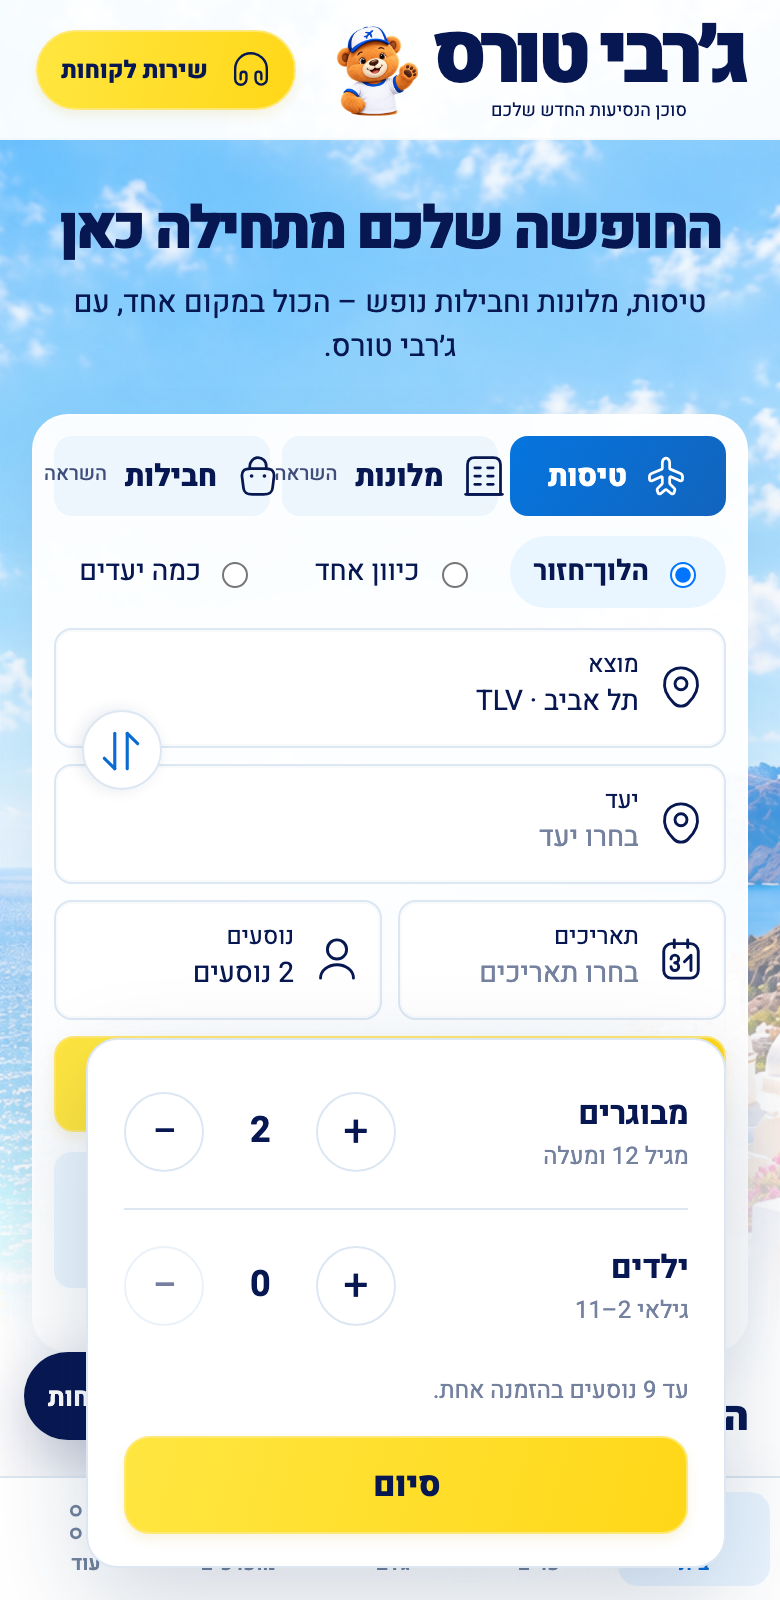 ג׳רבי טורס
סוכן הנסיעות החדש שלכם
שירות לקוחות
החופשה שלכם מתחילה כאן
טיסות, מלונות וחבילות נופש – הכול במקום אחד, עם
ג׳רבי טורס.
טיסות
מלונות השראה
חבילות השראה
הלוך־חזור
כיוון אחד
כמה יעדים
מוצא
תל אביב · TLV
יעד
בחרו יעד
תאריכים
בחרו תאריכים
31
נוסעים
2 נוסעים
מבוגרים
מגיל 12 ומעלה
+ 2 −
ילדים
גילאי 2–11
+ 0 −
עד 9 נוסעים בהזמנה אחת.
סיום
עוד